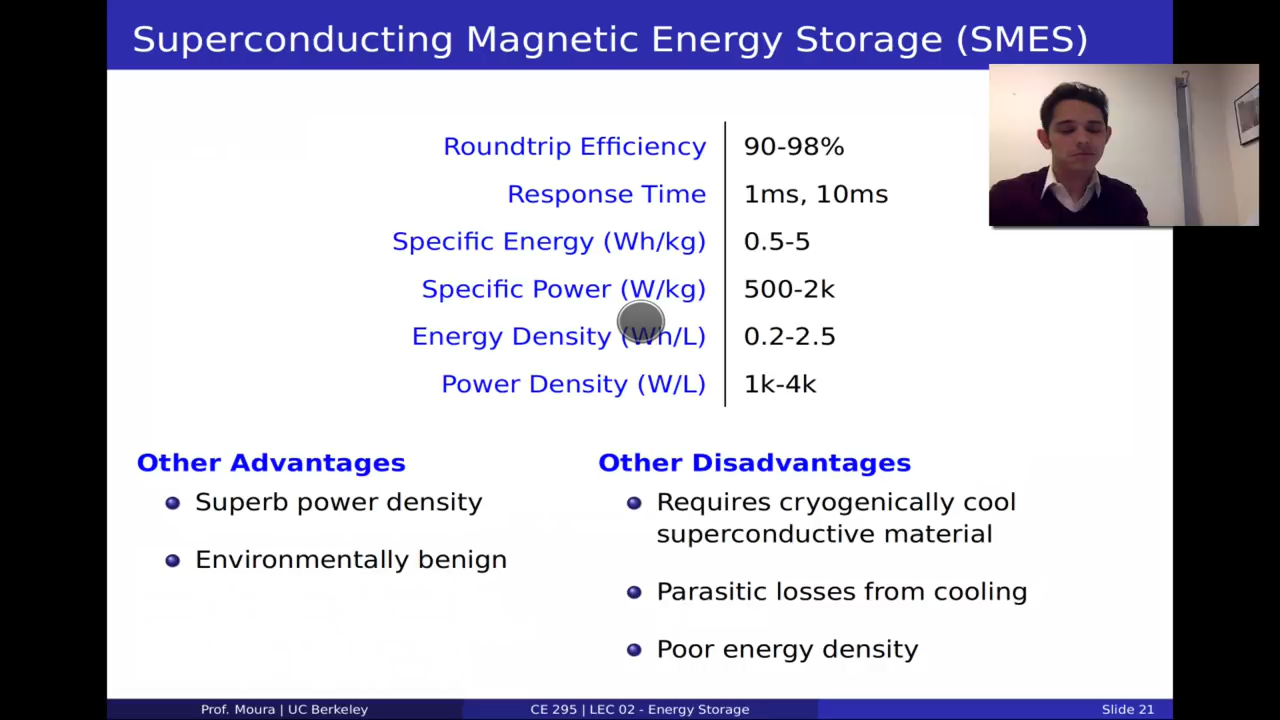 Superconducting Magnetic Energy Storage (SMES)
Roundtrip Efficiency 90-98%
Response Time 1ms, 10ms
Specific Energy (Wh/kg) 0.5-5
Specific Power (W/kg) 500-2k
Energy Density (Wh/L) 0.2-2.5
Power Density (W/L) 1k-4k
Other Advantages
Superb power density
Environmentally benign
Other Disadvantages
Requires cryogenically cool
superconductive material
Parasitic losses from cooling
Poor energy density
Prof. Moura | UC Berkeley CE 295 | LEC 02 - Energy Storage Slide 21